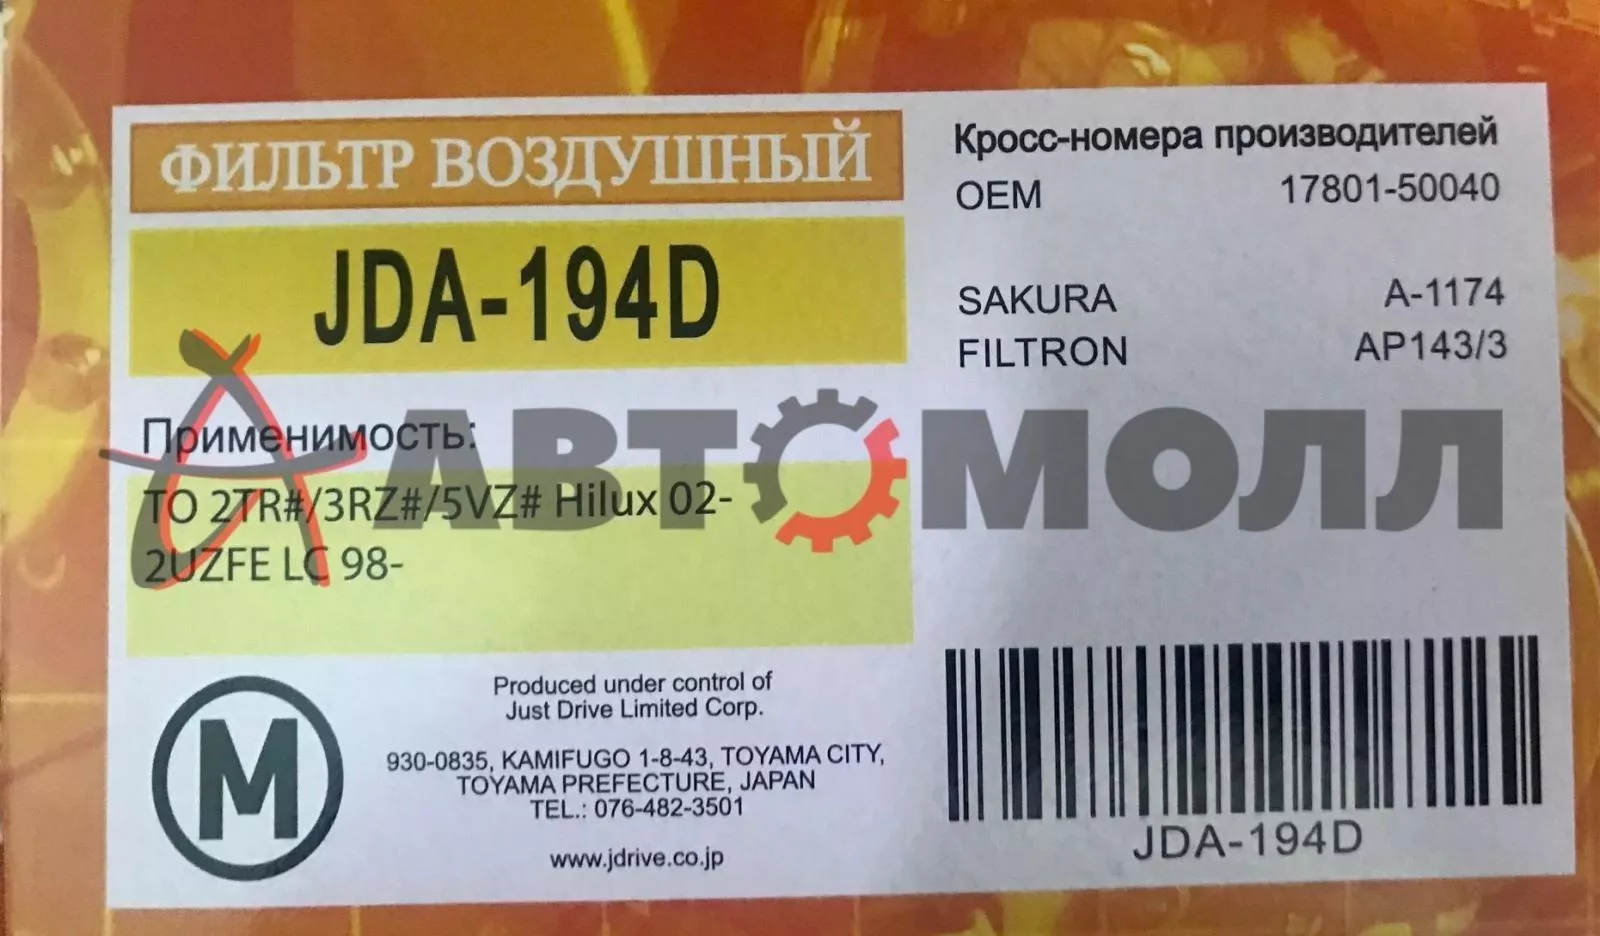 ФИЛЬТР ВОЗДУШНЫЙ
JDA-194D
Применимость:
TO 2TR#/3RZ#/5VZ# Hilux 02-
2UZFE LC 98-
Кросс-номера производителей
OEM 17801-50040
SAKURA A-1174
FILTRON AP143/3
АВТОМОЛЛ
M
Produced under control of
Just Drive Limited Corp.
930-0835, KAMIFUGO 1-8-43, TOYAMA CITY,
TOYAMA PREFECTURE, JAPAN
TEL.: 076-482-3501
www.jdrive.co.jp
JDA-194D